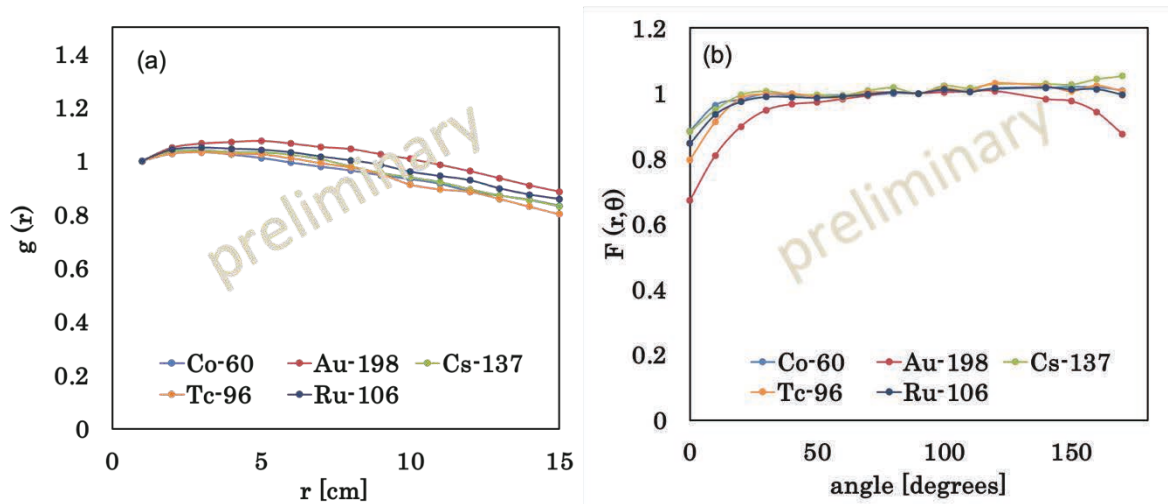 (a)
g (r)
1.4
1.2
1
0.8
0.6
0.4
0.2
0
preliminary
Co-60 Au-198 Cs-137
Tc-96 Ru-106
0 5 10 15
r [cm]
(b)
F (r,θ)
1.2
1
0.8
0.6
0.4
0.2
0
preliminary
Co-60 Au-198 Cs-137
Tc-96 Ru-106
0 50 100 150
angle [degrees]